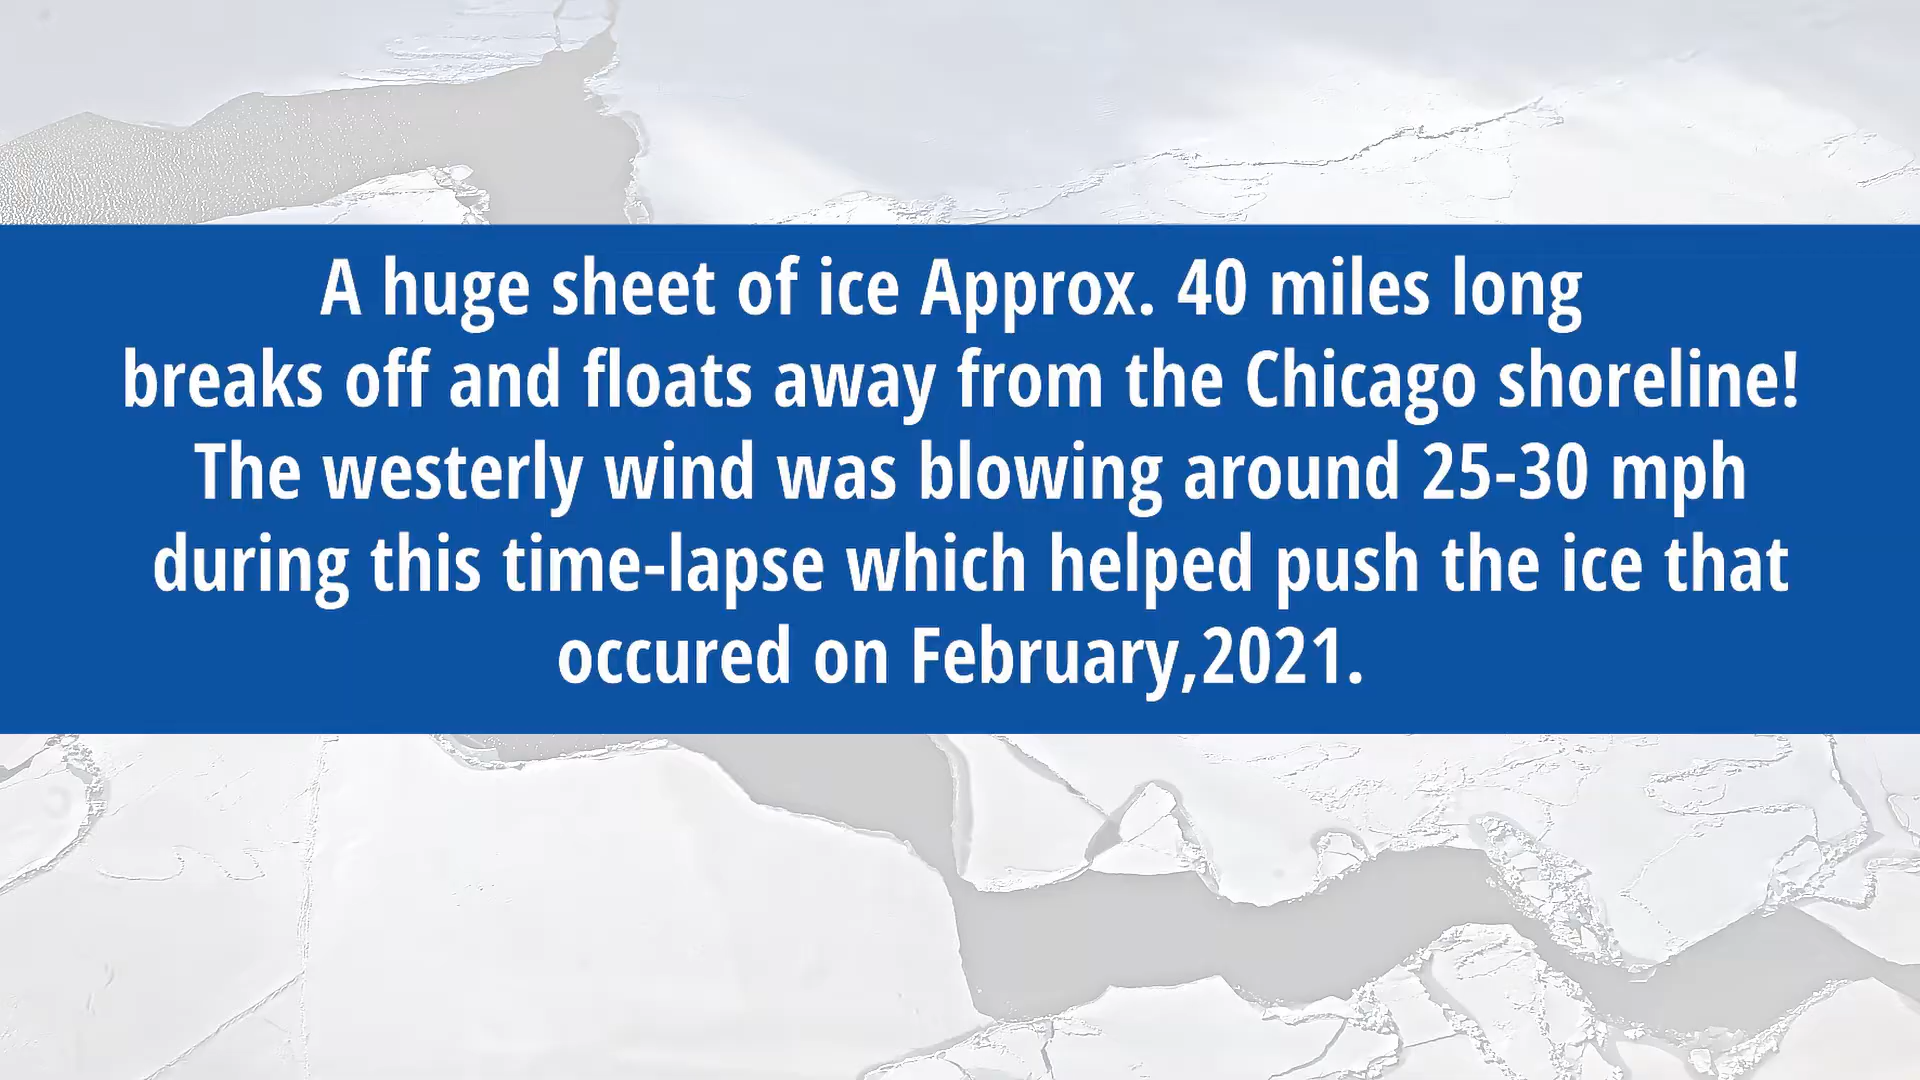 A huge sheet of ice Approx. 40 miles long
breaks off and floats away from the Chicago shoreline!
The westerly wind was blowing around 25-30 mph
during this time-lapse which helped push the ice that
occured on February,2021.